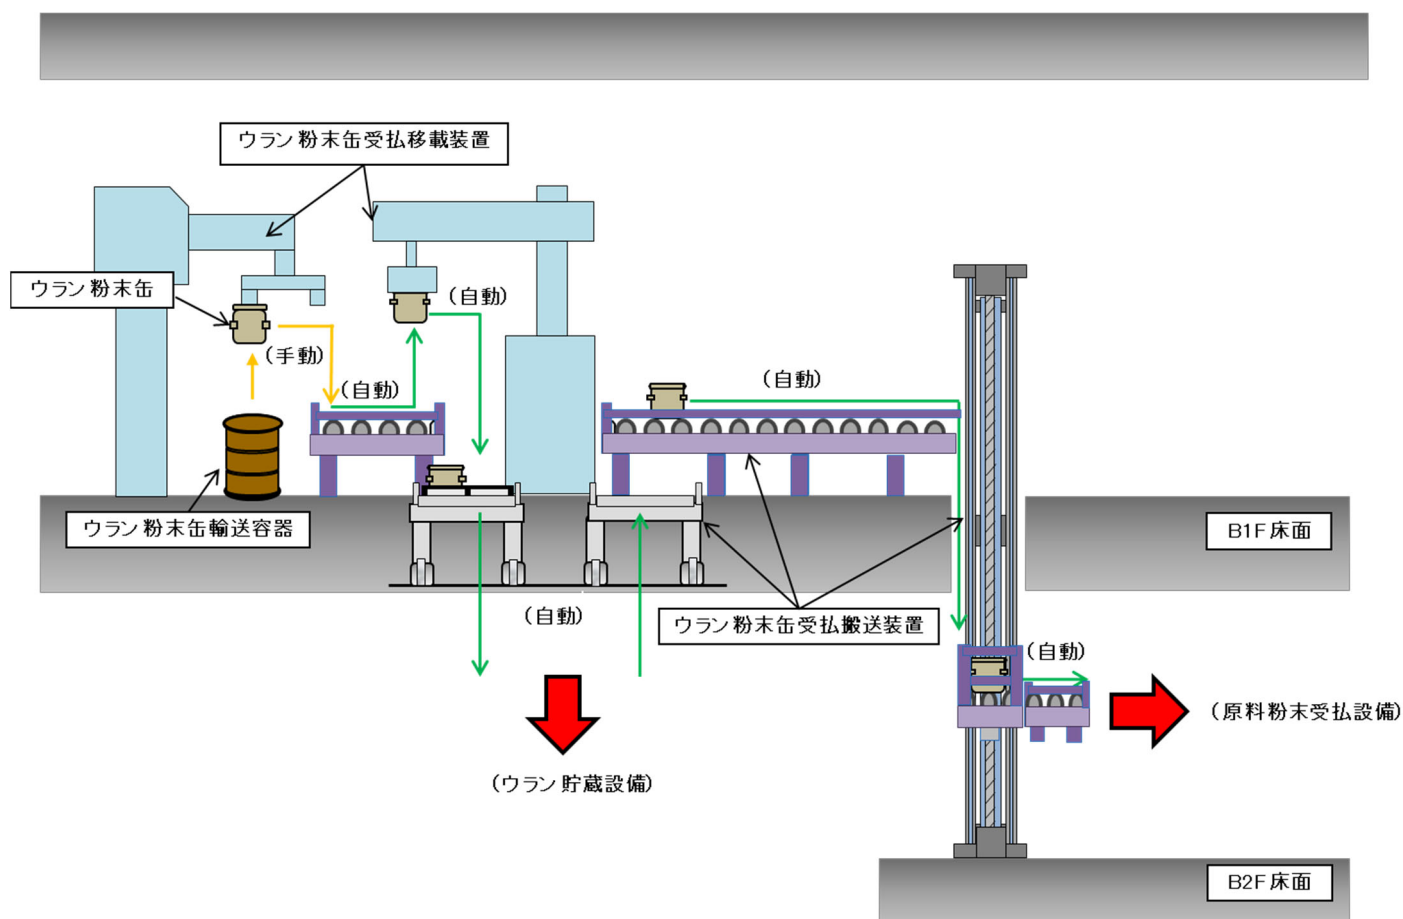 ウラン粉末缶受払移載装置
ウラン粉末缶
(自動)
(手動)
(自動)
(自動)
ウラン粉末缶輸送容器
B1F床面
(自動)
ウラン粉末缶受払搬送装置
(自動)
(原料粉末受払設備)
(ウラン貯蔵設備)
B2F床面